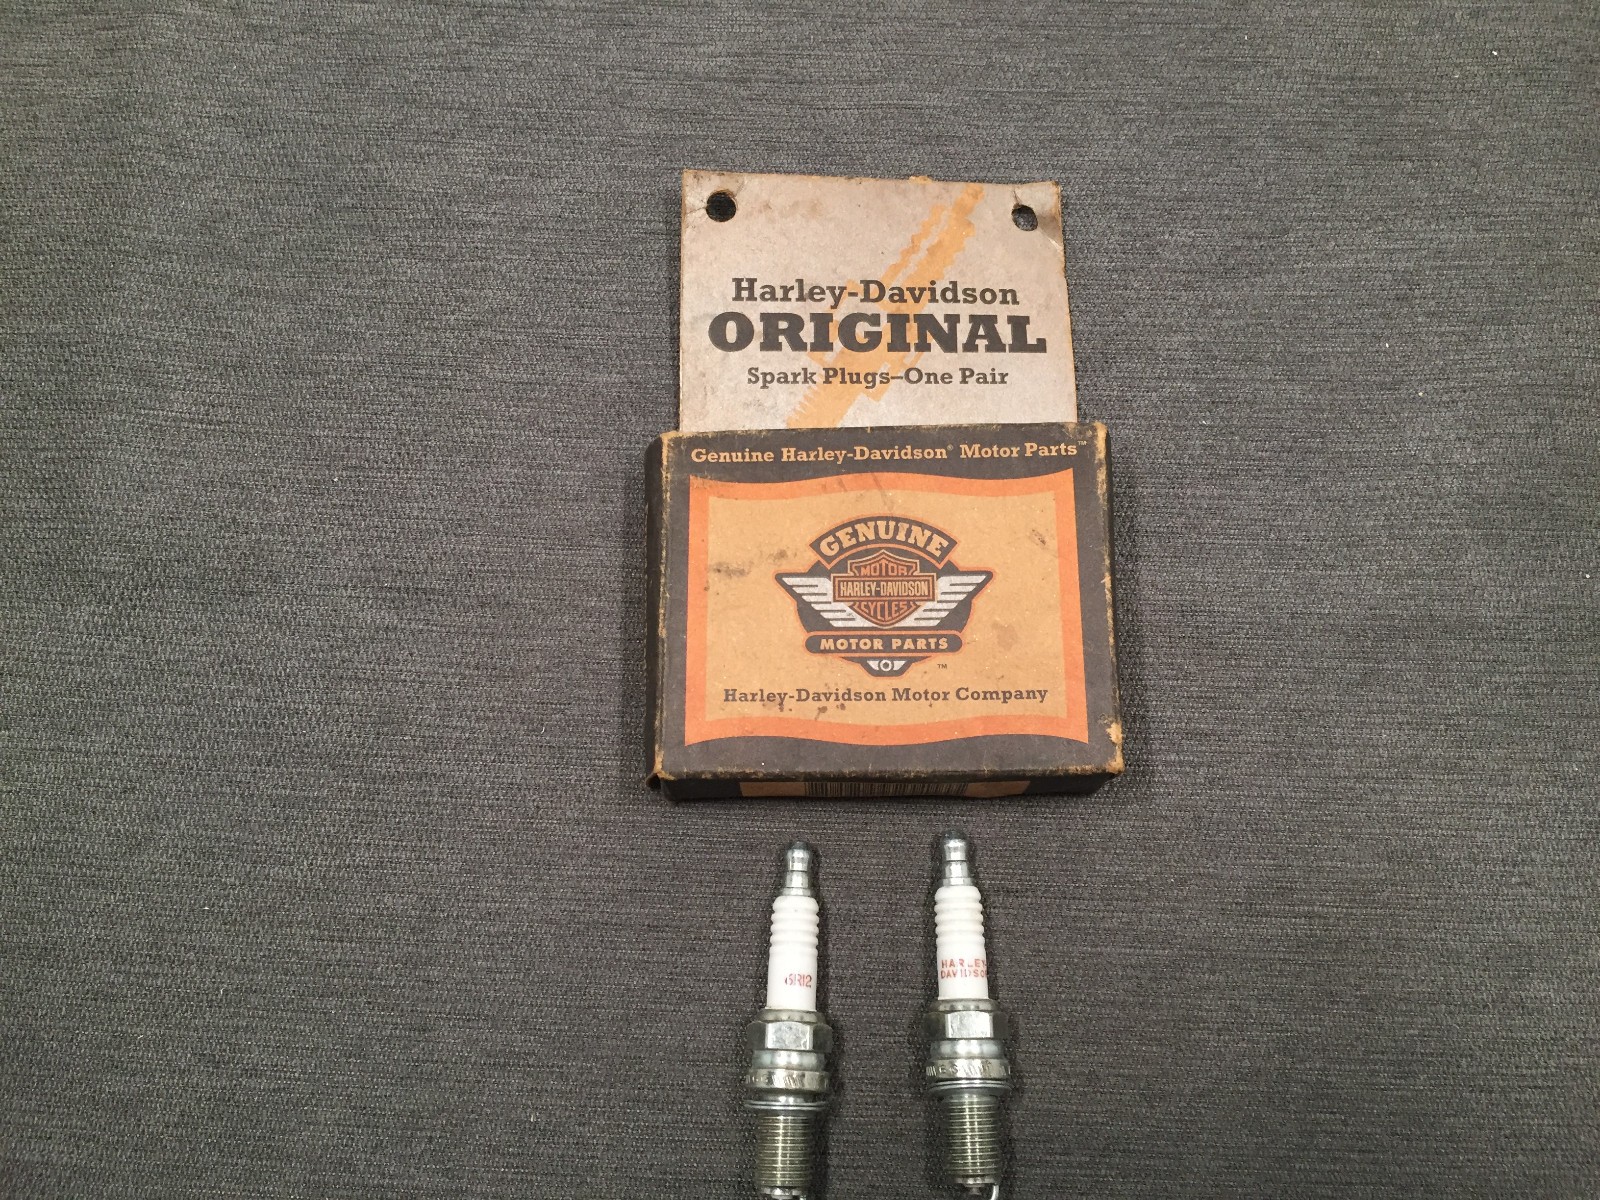 Harley-Davidson
ORIGINAL
Spark Plugs–One Pair
Genuine Harley-Davidson® Motor Parts™
GENUINE
MOTOR
HARLEY-DAVIDSON
CYCLES
MOTOR PARTS
TM
Harley-Davidson Motor Company
6R12
HARLEY-
DAVIDSON